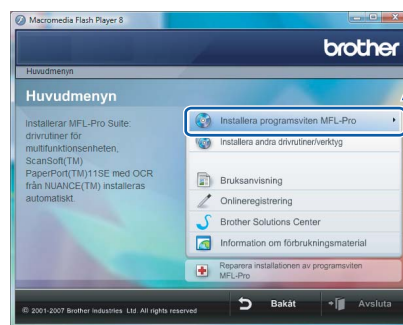 Macromedia Flash Player 8
brother
Huvudmenyn
Huvudmenyn
Installerar MFL-Pro Suite:
drivrutiner för
multifunktionsenheten,
ScanSoft(TM)
PaperPort(TM)11SE med OCR
från NUANCE(TM) installeras
automatiskt.
Installera programsviten MFL-Pro
Installera andra drivrutiner/verktyg
Bruksanvisning
Onlineregistrering
Brother Solutions Center
Information om förbrukningsmaterial
Reparera installationen av programsviten
MFL-Pro
© 2001-2007 Brother Industries Ltd. All rights reserved
Bakåt
Avsluta